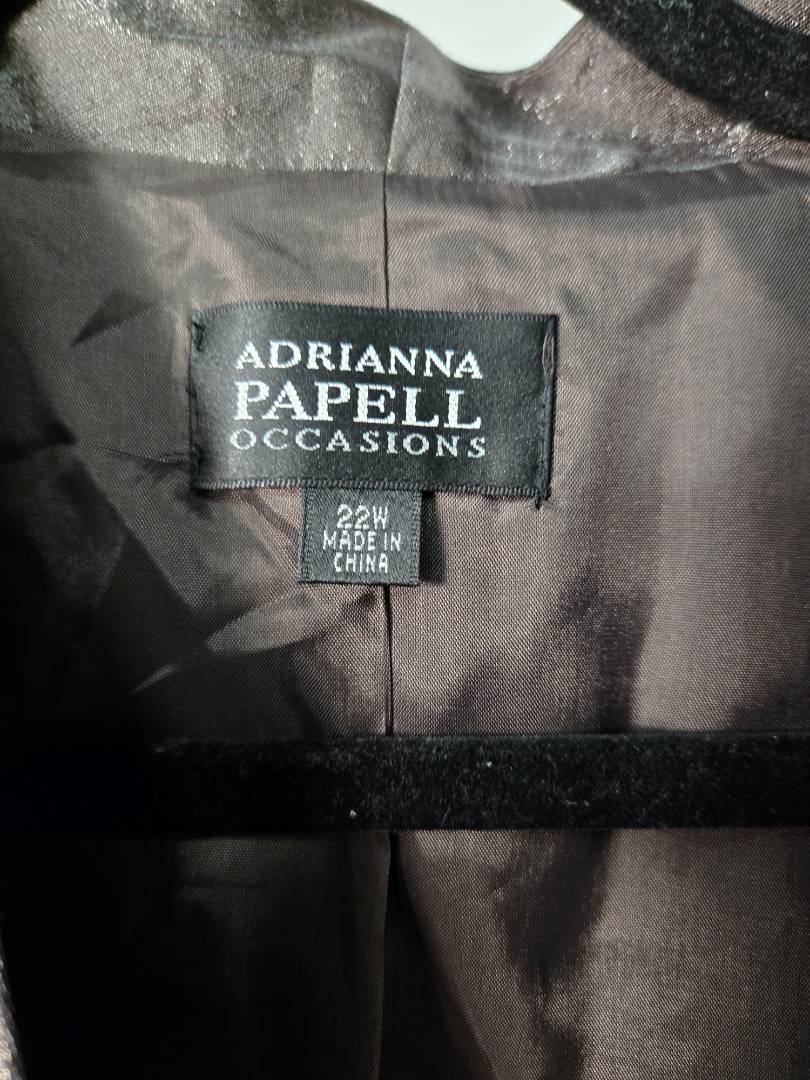 ADRIANNA
PAPELL
OCCASIONS
22W
MADE IN
CHINA